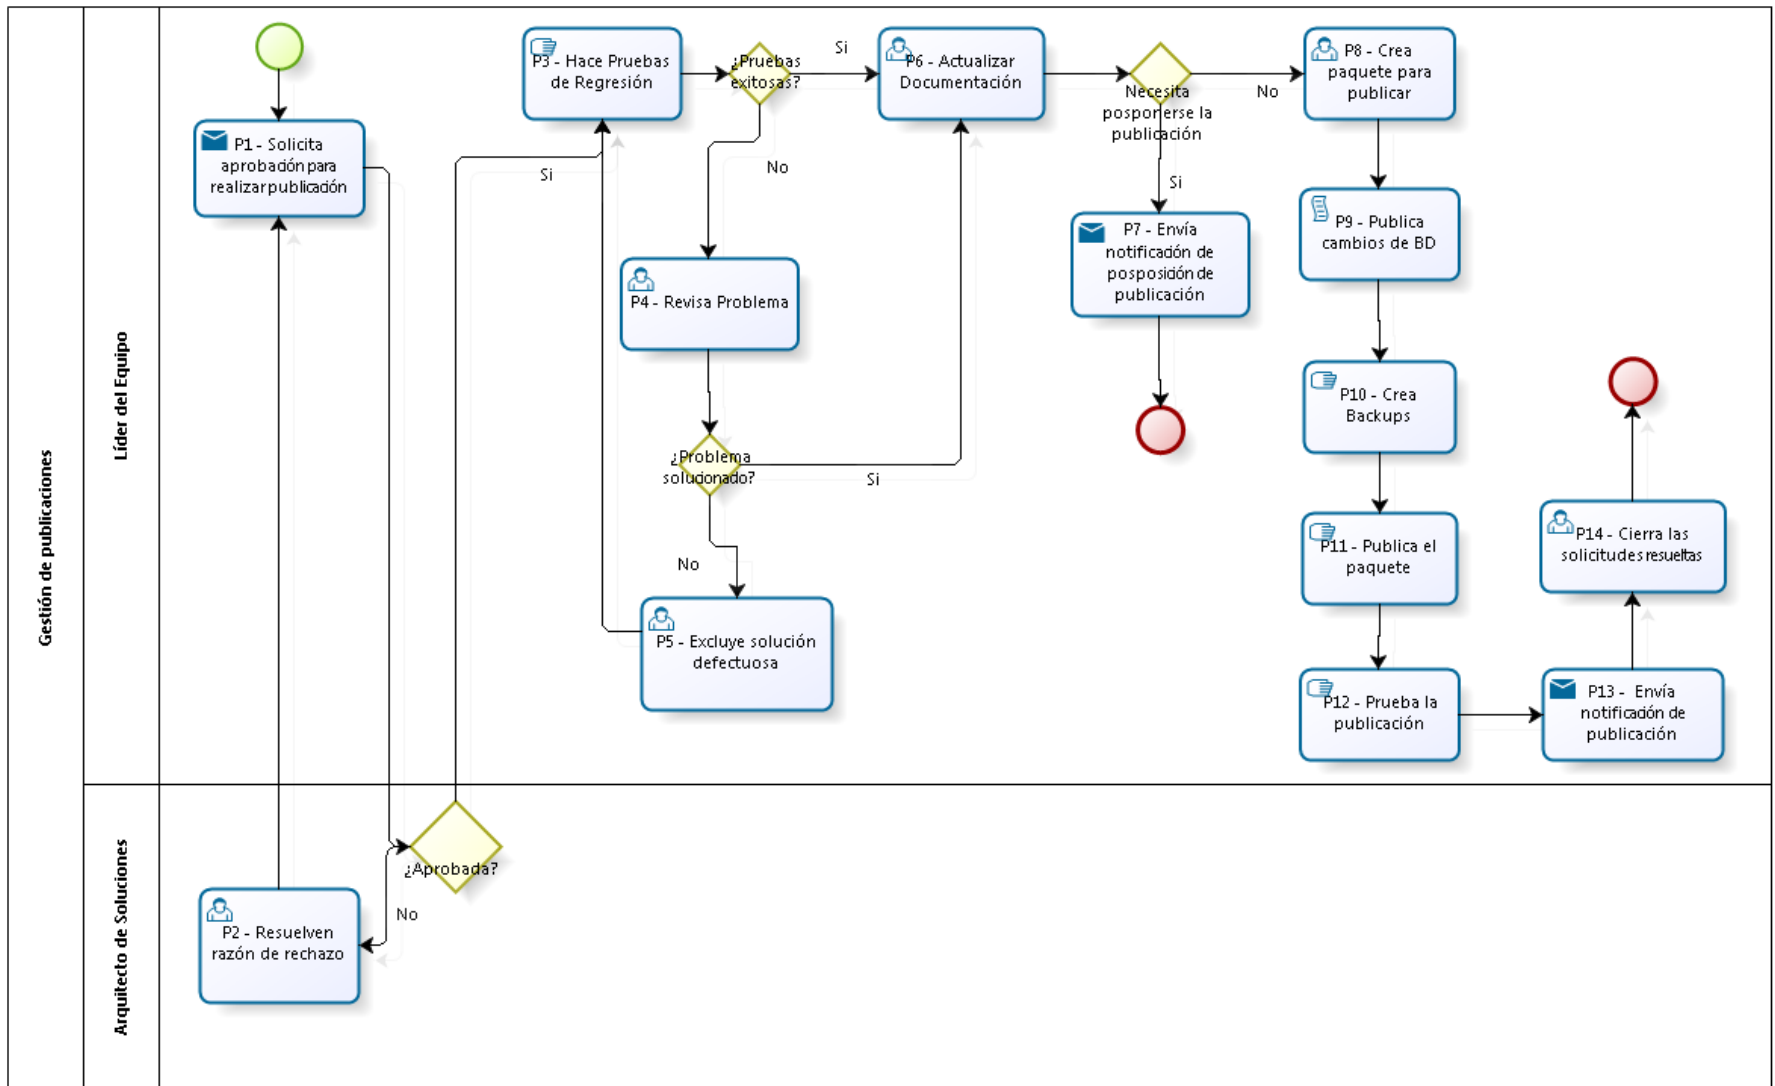 Gestión de publicaciones
Líder del Equipo
Arquitecto de Soluciones
P1 - Solicita
aprobación para
realizar publicación
P2 - Resuelven
razón de rechazo
¿Aprobada?
No
Si
P3 - Hace Pruebas
de Regresión
¿Pruebas
exitosas?
Si
No
P4 - Revisa Problema
¿Problema
solucionado?
Si
No
P5 - Excluye solución
defectuosa
P6 - Actualizar
Documentación
Necesita
posponerse la
publicación
No
Si
P7 - Envía
notificación de
posposición de
publicación
P8 - Crea
paquete para
publicar
P9 - Publica
cambios de BD
P10 - Crea
Backups
P11 - Publica el
paquete
P12 - Prueba la
publicación
P13 - Envía
notificación de
publicación
P14 - Cierra las
solicitudes resueltas